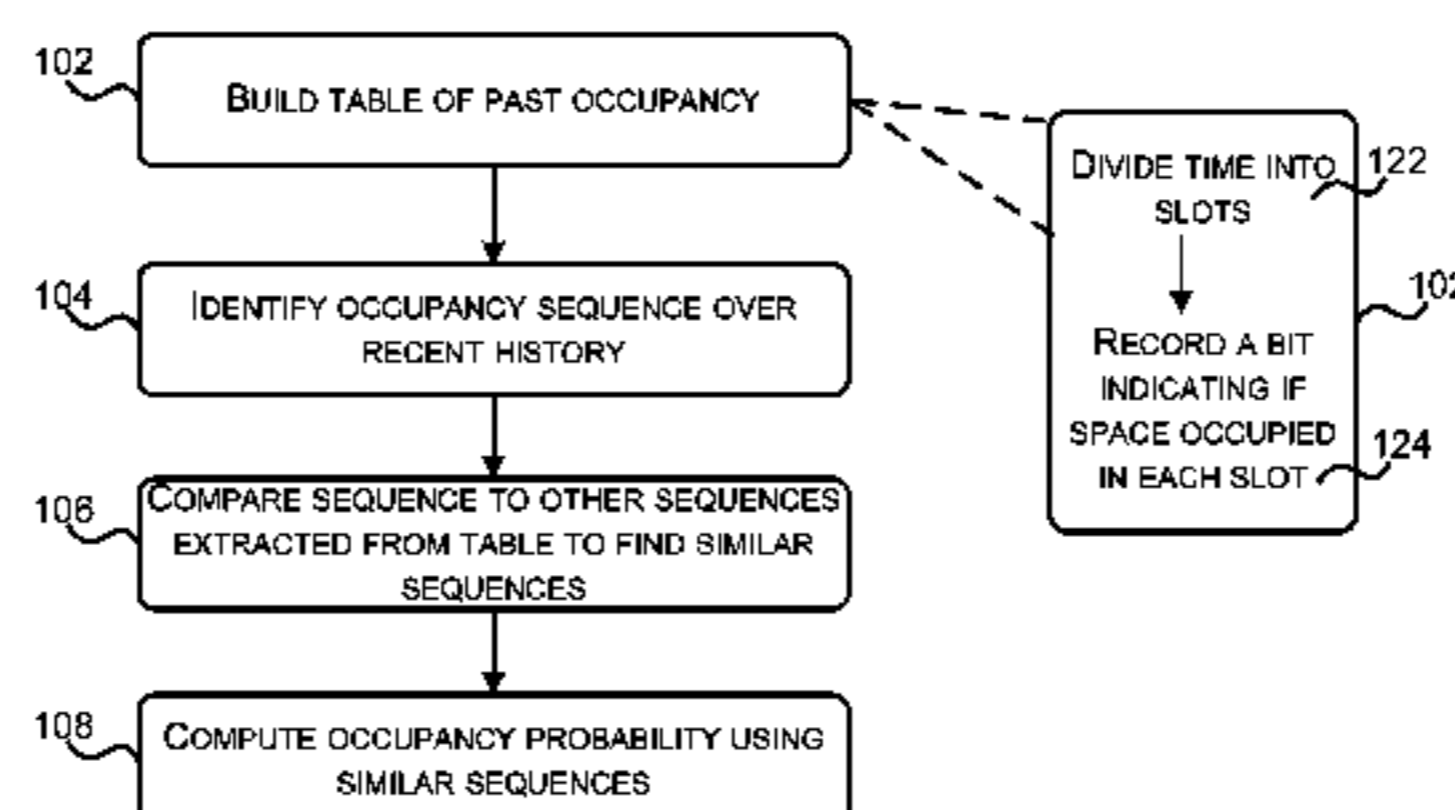 102
BUILD TABLE OF PAST OCCUPANCY
DIVIDE TIME INTO
SLOTS
122
104
IDENTIFY OCCUPANCY SEQUENCE OVER
RECENT HISTORY
102
RECORD A BIT
INDICATING IF
SPACE OCCUPIED
IN EACH SLOT
124
106
COMPARE SEQUENCE TO OTHER SEQUENCES
EXTRACTED FROM TABLE TO FIND SIMILAR
SEQUENCES
108
COMPUTE OCCUPANCY PROBABILITY USING
SIMILAR SEQUENCES